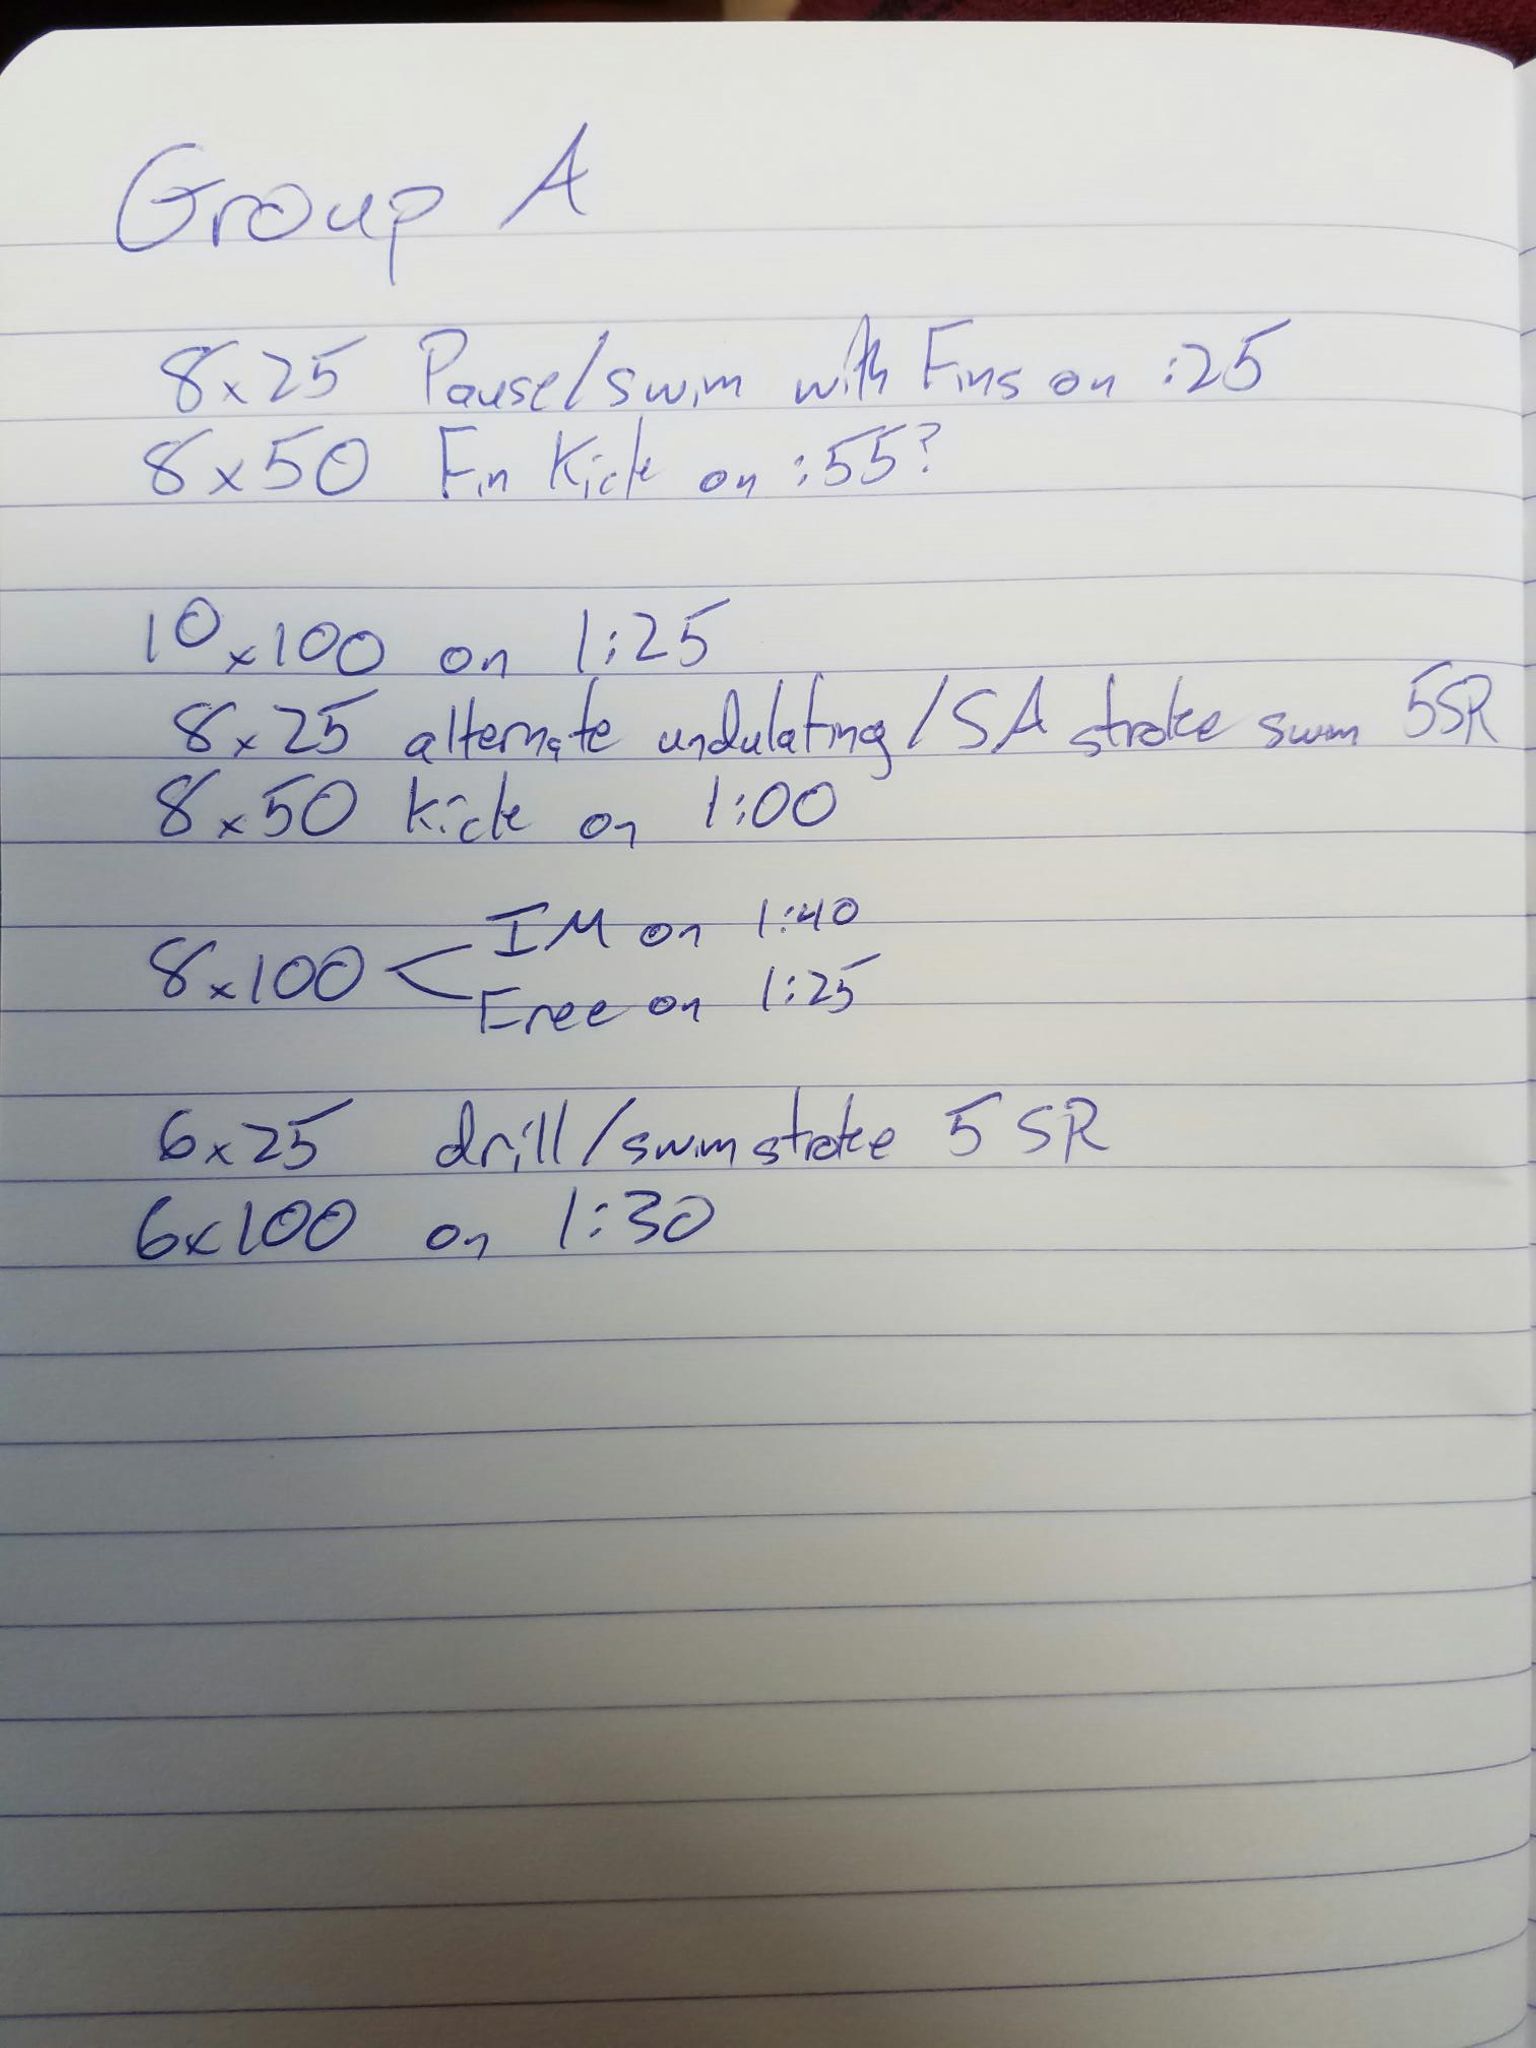 Group A
8x25 Pause/swim with Fins on :25
8x50 Fin Kick on :55?
10x100 on 1:25
8x25 alternate undulating/SA stroke swim 5SR
8x50 kick on 1:00
8x100 < IM on 1:40
Free on 1:25
6x25 drill/swim stroke 5 SR
6x100 on 1:30